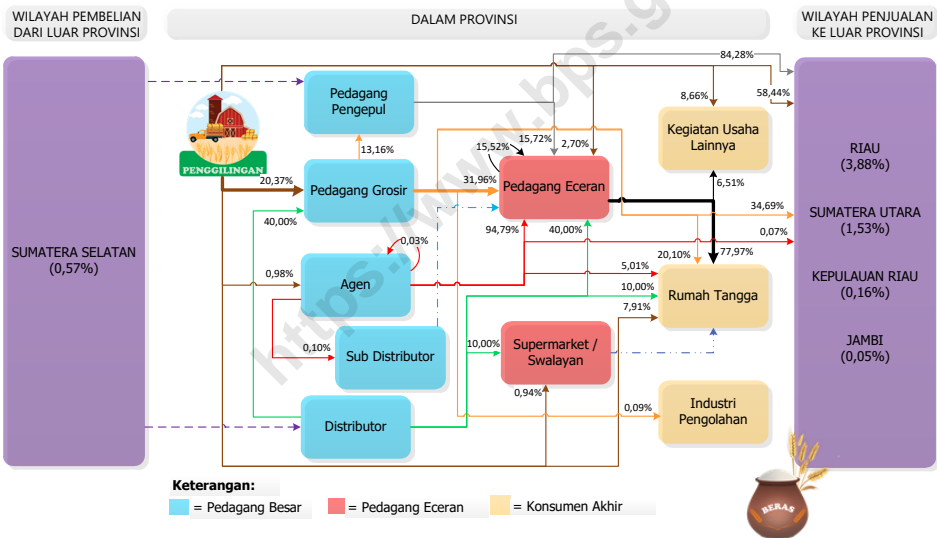 WILAYAH PEMBELIAN
DARI LUAR PROVINSI
DALAM PROVINSI
WILAYAH PENJUALAN
KE LUAR PROVINSI
SUMATERA SELATAN
(0,57%)
PENGGILINGAN
Pedagang
Pengepul
13,16%
20,37%
Pedagang Grosir
40,00%
0,03%
0,98%
Agen
0,10%
Sub Distributor
Distributor
84,28%
58,44%
8,66%
15,72%
2,70%
15,52%
31,96%
Pedagang Eceran
94,79%
40,00%
Kegiatan Usaha
Lainnya
6,51%
34,69%
0,07%
20,10%
77,97%
5,01%
10,00%
7,91%
Rumah Tangga
10,00%
Supermarket /
Swalayan
0,94%
0,09%
Industri
Pengolahan
RIAU
(3,88%)
SUMATERA UTARA
(1,53%)
KEPULAUAN RIAU
(0,16%)
JAMBI
(0,05%)
Keterangan:
= Pedagang Besar
= Pedagang Eceran
= Konsumen Akhir
BERAS
https://www.bps.g